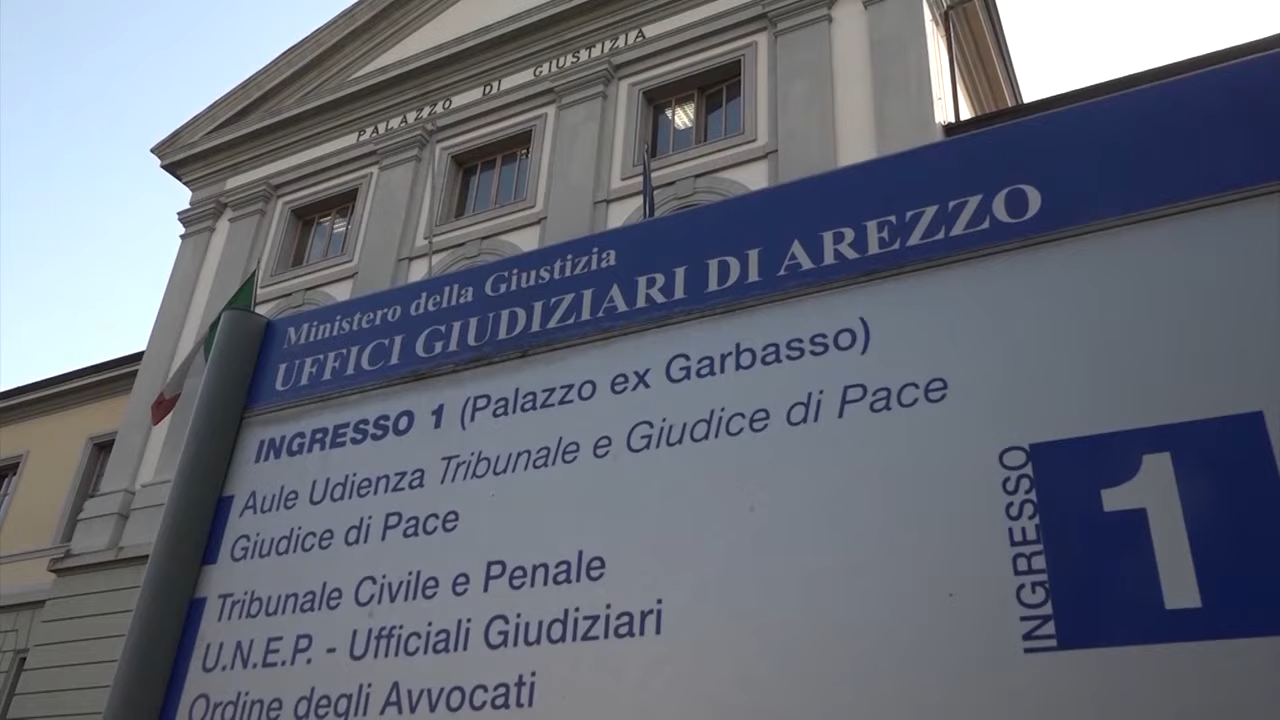 PALAZZO DI GIUSTIZIA
Ministero della Giustizia
UFFICI GIUDIZIARI DI AREZZO
INGRESSO 1 (Palazzo ex Garbasso)
Aule Udienza Tribunale e Giudice di Pace
Giudice di Pace
Tribunale Civile e Penale
U.N.E.P. - Ufficiali Giudiziari
Ordine degli Avvocati
INGRESSO
1